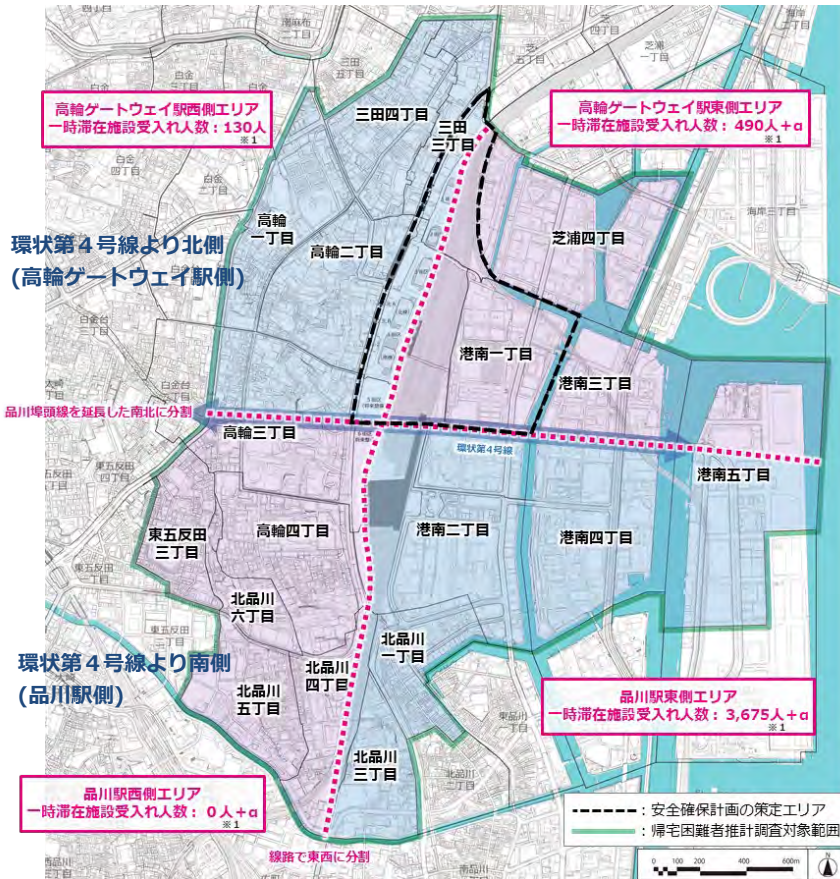 高輪ゲートウェイ駅西側エリア
一時滞在施設受入れ人数：130人
※1
高輪ゲートウェイ駅東側エリア
一時滞在施設受入れ人数：490人+α
※1
海岸三丁目
三田四丁目
三田
三丁目
芝浦四丁目
高輪
一丁目
高輪二丁目
環状第４号線より北側
(高輪ゲートウェイ駅側)
港南一丁目
港南三丁目
品川埠頭線を延長した南北に分割
高輪三丁目
環状第4号線
港南五丁目
東五反田
三丁目
高輪四丁目
港南二丁目
港南四丁目
北品川
六丁目
北品川
一丁目
環状第４号線より南側
(品川駅側)
北品川
四丁目
北品川
五丁目
品川駅東側エリア
一時滞在施設受入れ人数：3,675人+α
※1
北品川
三丁目
品川駅西側エリア
一時滞在施設受入れ人数：0人+α
※1
線路で東西に分割
：安全確保計画の策定エリア
：帰宅困難者推計調査対象範囲
0 100 200 400 600m
N